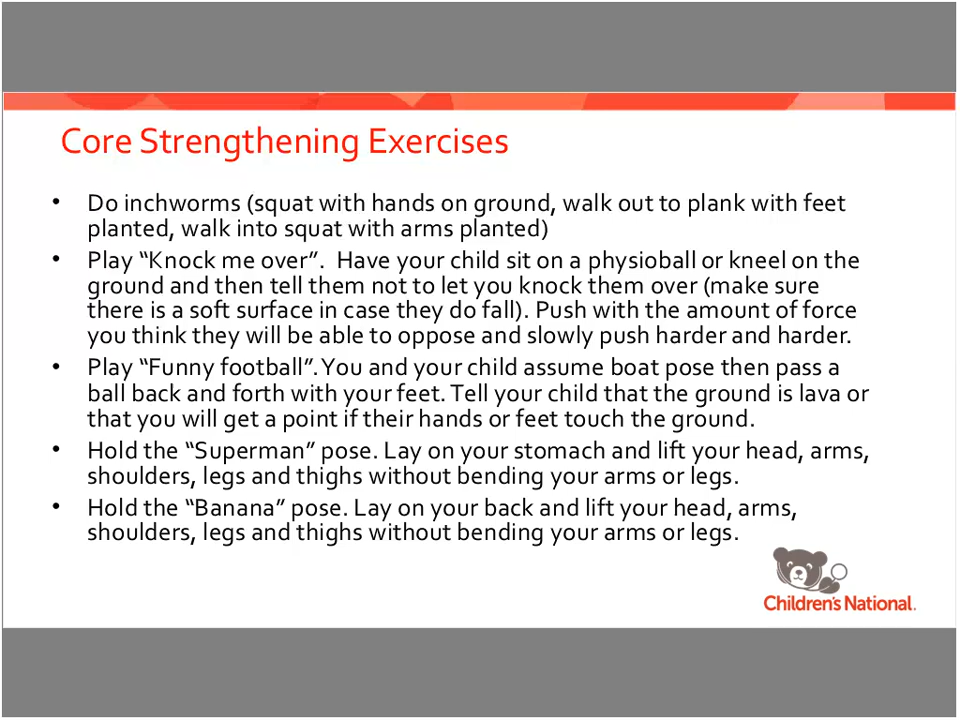 Core Strengthening Exercises
• Do inchworms (squat with hands on ground, walk out to plank with feet
planted, walk into squat with arms planted)
• Play “Knock me over”.  Have your child sit on a physioball or kneel on the
ground and then tell them not to let you knock them over (make sure
there is a soft surface in case they do fall). Push with the amount of force
you think they will be able to oppose and slowly push harder and harder.
• Play “Funny football”. You and your child assume boat pose then pass a
ball back and forth with your feet. Tell your child that the ground is lava or
that you will get a point if their hands or feet touch the ground.
• Hold the “Superman” pose. Lay on your stomach and lift your head, arms,
shoulders, legs and thighs without bending your arms or legs.
• Hold the “Banana” pose. Lay on your back and lift your head, arms,
shoulders, legs and thighs without bending your arms or legs.
Children's National.